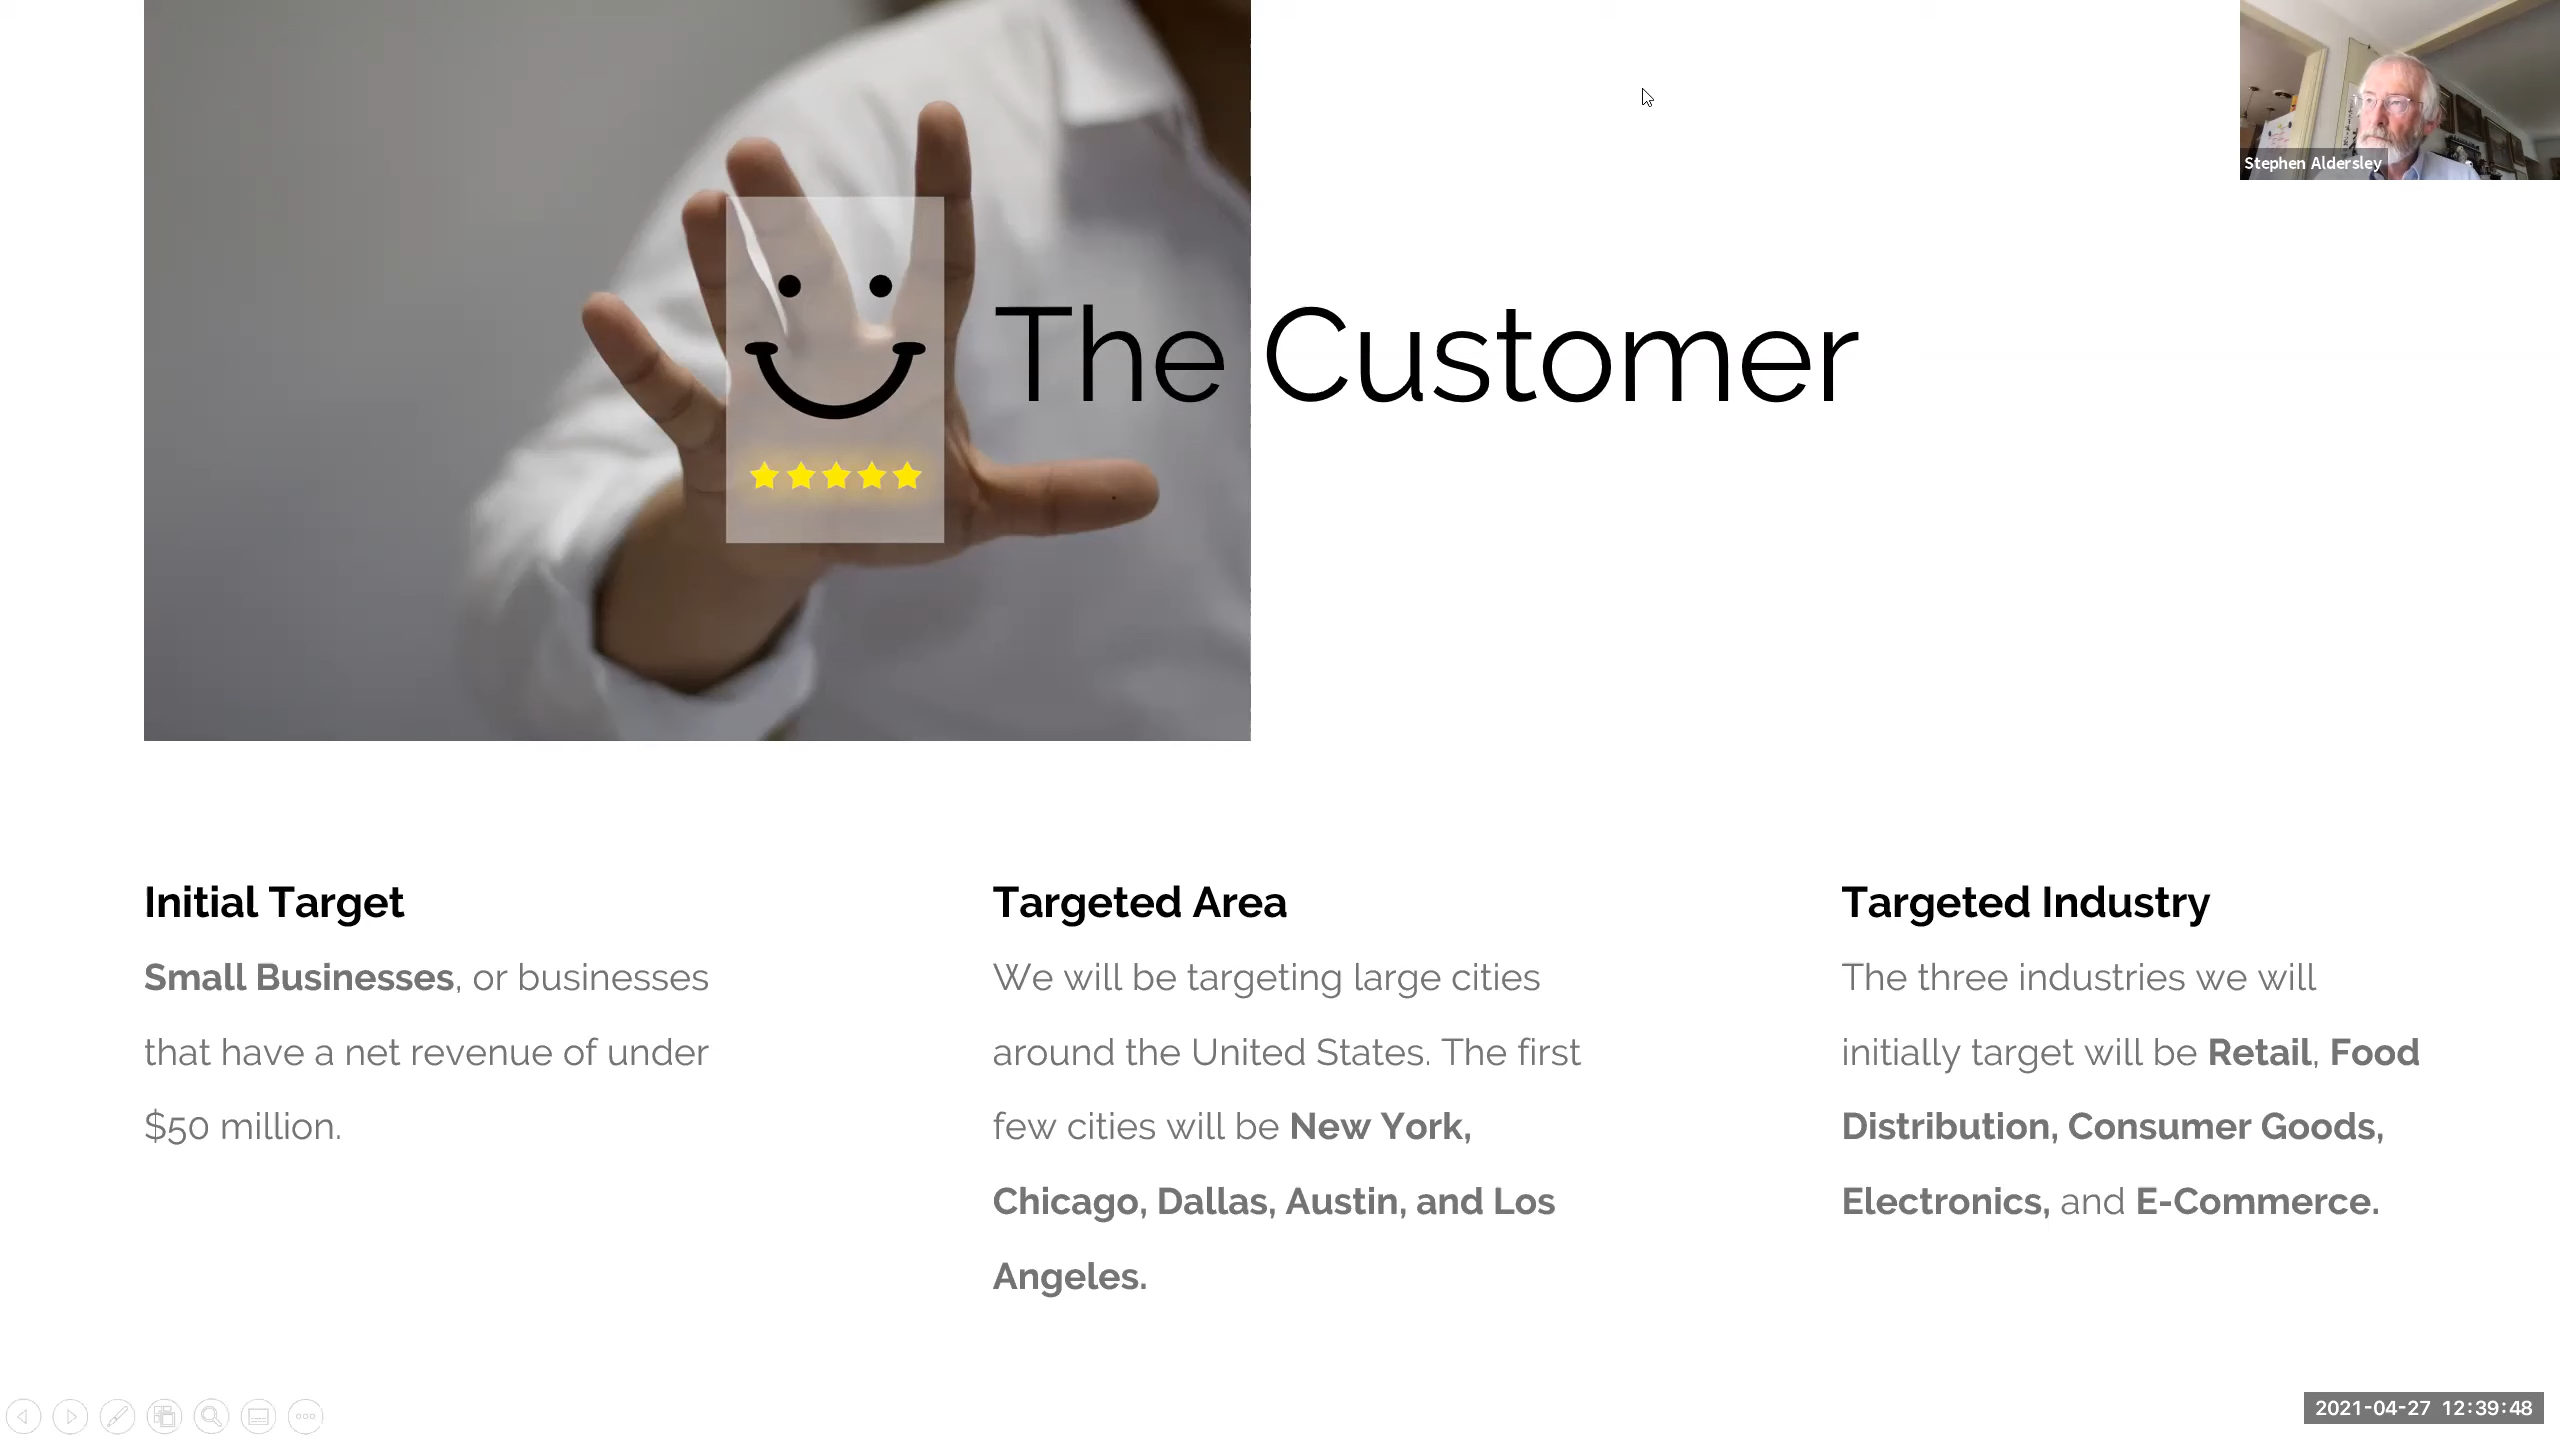 Stephen Aldersley
The Customer
Initial Target
Small Businesses, or businesses
that have a net revenue of under
$50 million.
Targeted Area
We will be targeting large cities
around the United States. The first
few cities will be New York,
Chicago, Dallas, Austin, and Los
Angeles.
Targeted Industry
The three industries we will
initially target will be Retail, Food
Distribution, Consumer Goods,
Electronics, and E-Commerce.
2021-04-27 12:39:48